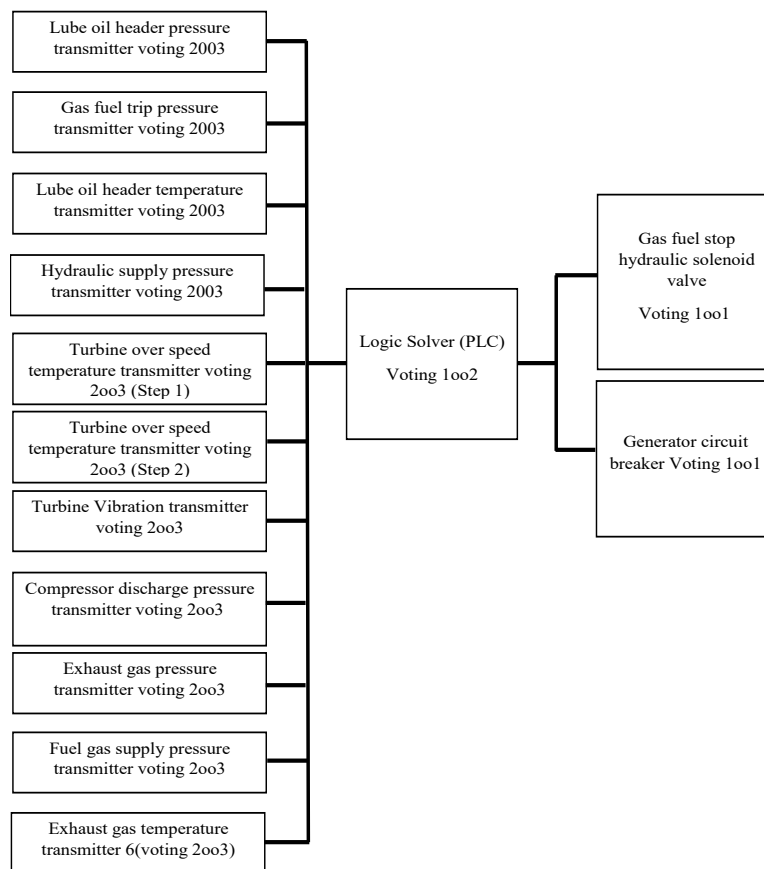 Lube oil header pressure
transmitter voting 2003
Gas fuel trip pressure
transmitter voting 2003
Lube oil header temperature
transmitter voting 2003
Hydraulic supply pressure
transmitter voting 2003
Turbine over speed
temperature transmitter voting
2oo3 (Step 1)
Turbine over speed
temperature transmitter voting
2oo3 (Step 2)
Turbine Vibration transmitter
voting 2oo3
Compressor discharge pressure
transmitter voting 2oo3
Exhaust gas pressure
transmitter voting 2oo3
Fuel gas supply pressure
transmitter voting 2oo3
Exhaust gas temperature
transmitter 6(voting 2oo3)
Logic Solver (PLC)
Voting 1oo2
Gas fuel stop
hydraulic solenoid
valve
Voting 1oo1
Generator circuit
breaker Voting 1oo1